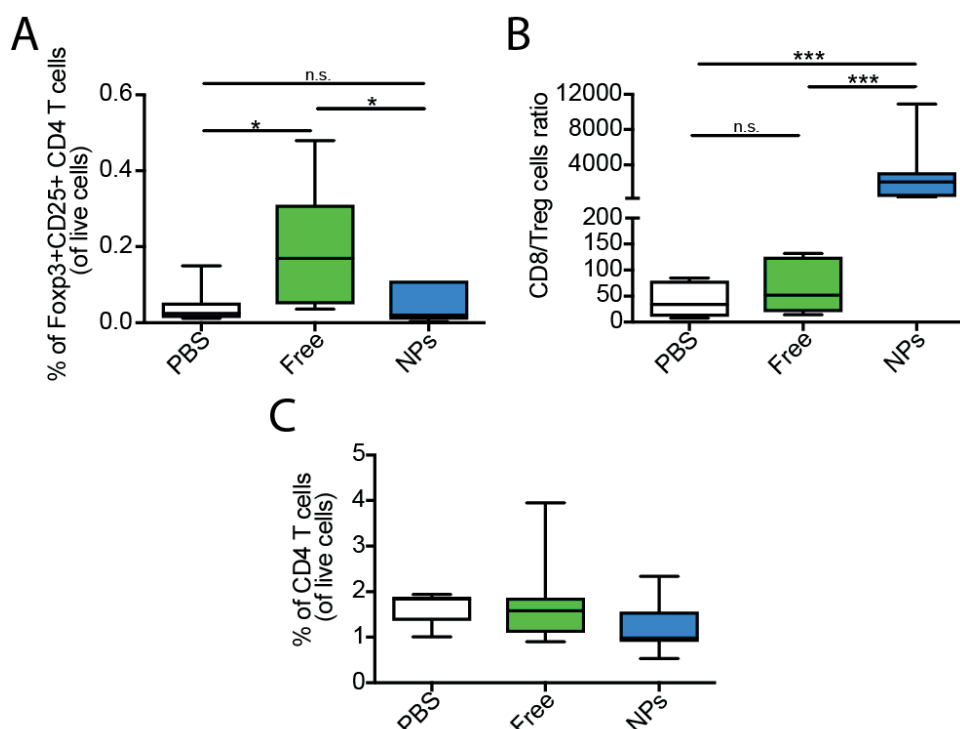 A
% of Foxp3+CD25+ CD4 T cells
(of live cells)
0.6
0.4
0.2
0.0
n.s.
*
*
PBS
Free
NPs
B
CD8/Treg cells ratio
12000
4000
200
150
100
50
0
***
***
n.s.
PBS
Free
NPs
C
% of CD4 T cells
(of live cells)
5
4
3
2
1
0
PBS
Free
NPs